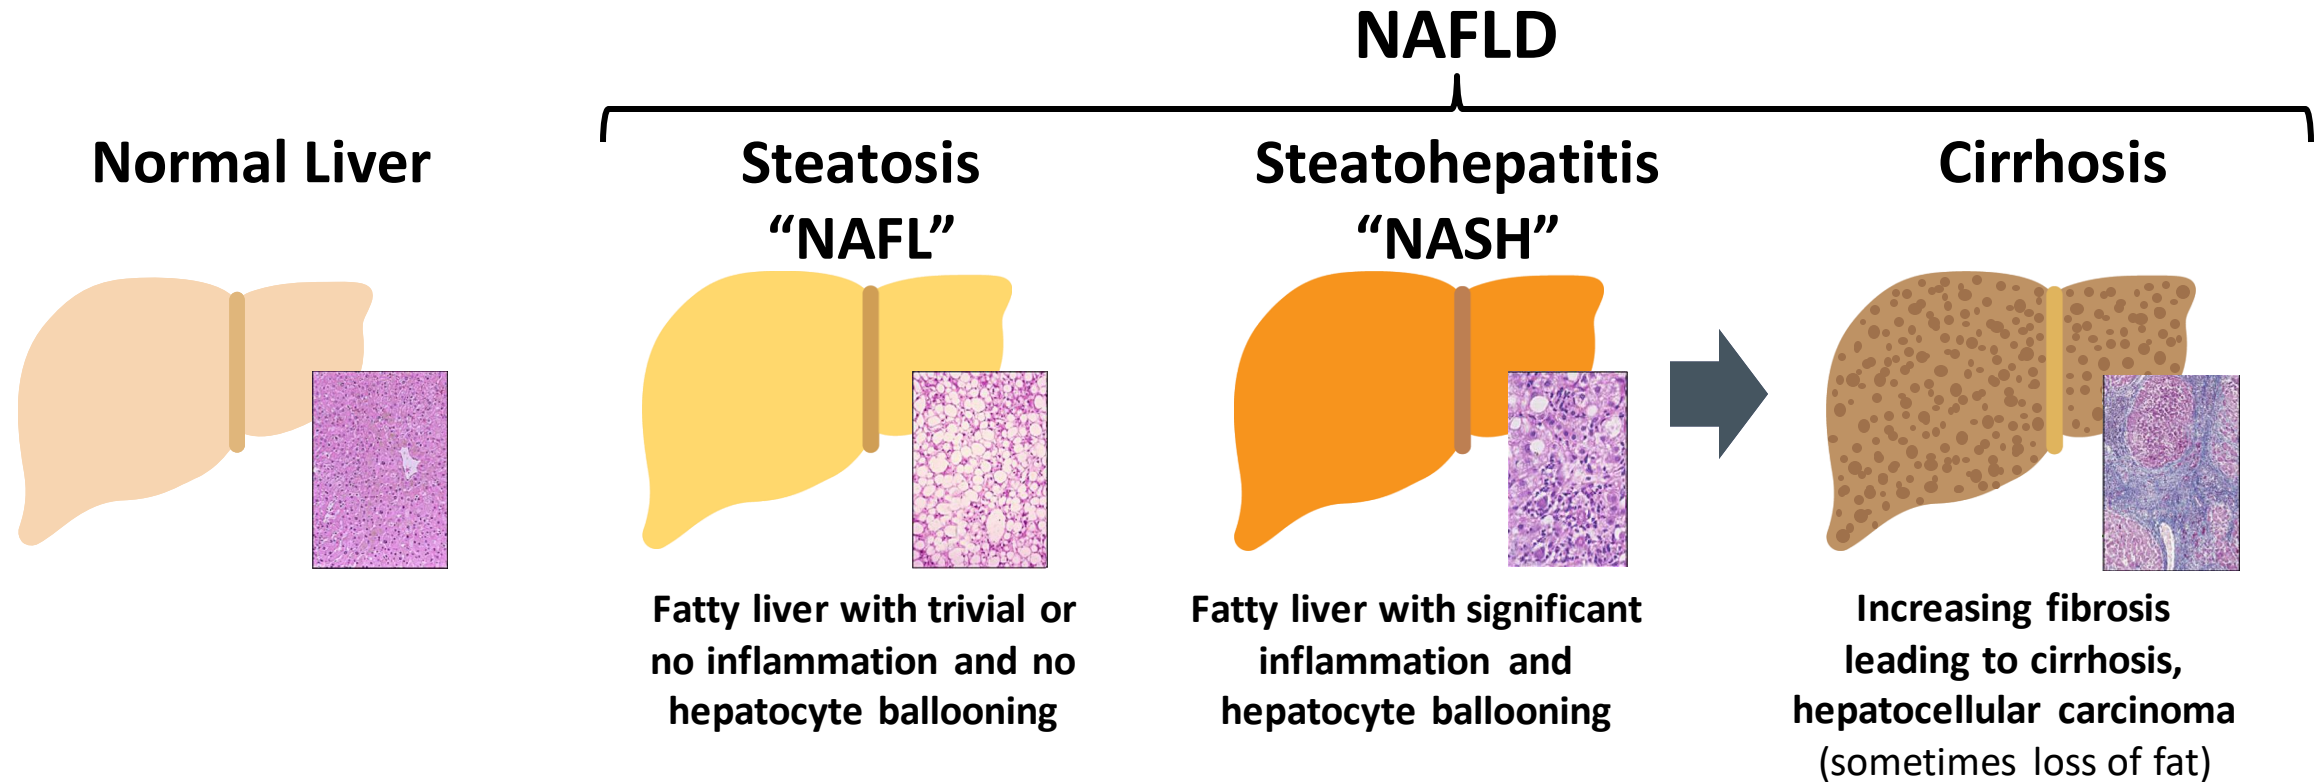 NAFLD
Normal Liver
Steatosis
“NAFL”
Steatohepatitis
“NASH”
Cirrhosis
Fatty liver with trivial or
no inflammation and no
hepatocyte ballooning
Fatty liver with significant
inflammation and
hepatocyte ballooning
Increasing fibrosis
leading to cirrhosis,
hepatocellular carcinoma
(sometimes loss of fat)